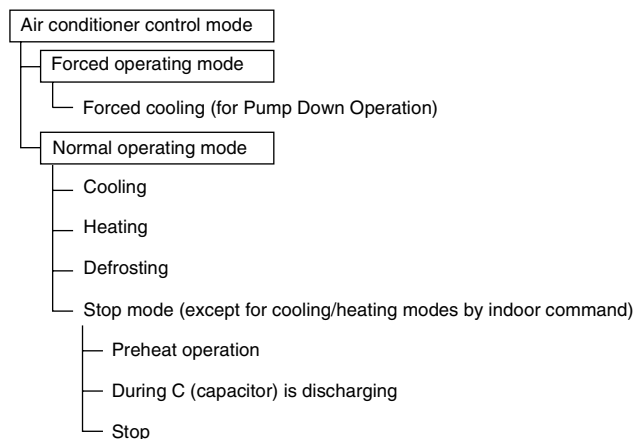 Air conditioner control mode
Forced operating mode
Forced cooling (for Pump Down Operation)
Normal operating mode
Cooling
Heating
Defrosting
Stop mode (except for cooling/heating modes by indoor command)
Preheat operation
During C (capacitor) is discharging
Stop